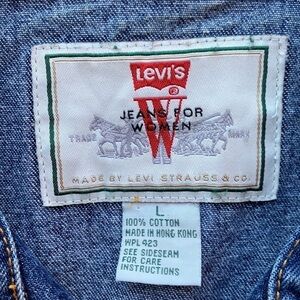 LEVI'S
®
W
JEANS FOR
WOMEN
TRADE MARK
MADE BY LEVI STRAUSS & CO.
L
100% COTTON
MADE IN HONG KONG
WPL 423
SEE SIDESEAM
FOR CARE
INSTRUCTIONS